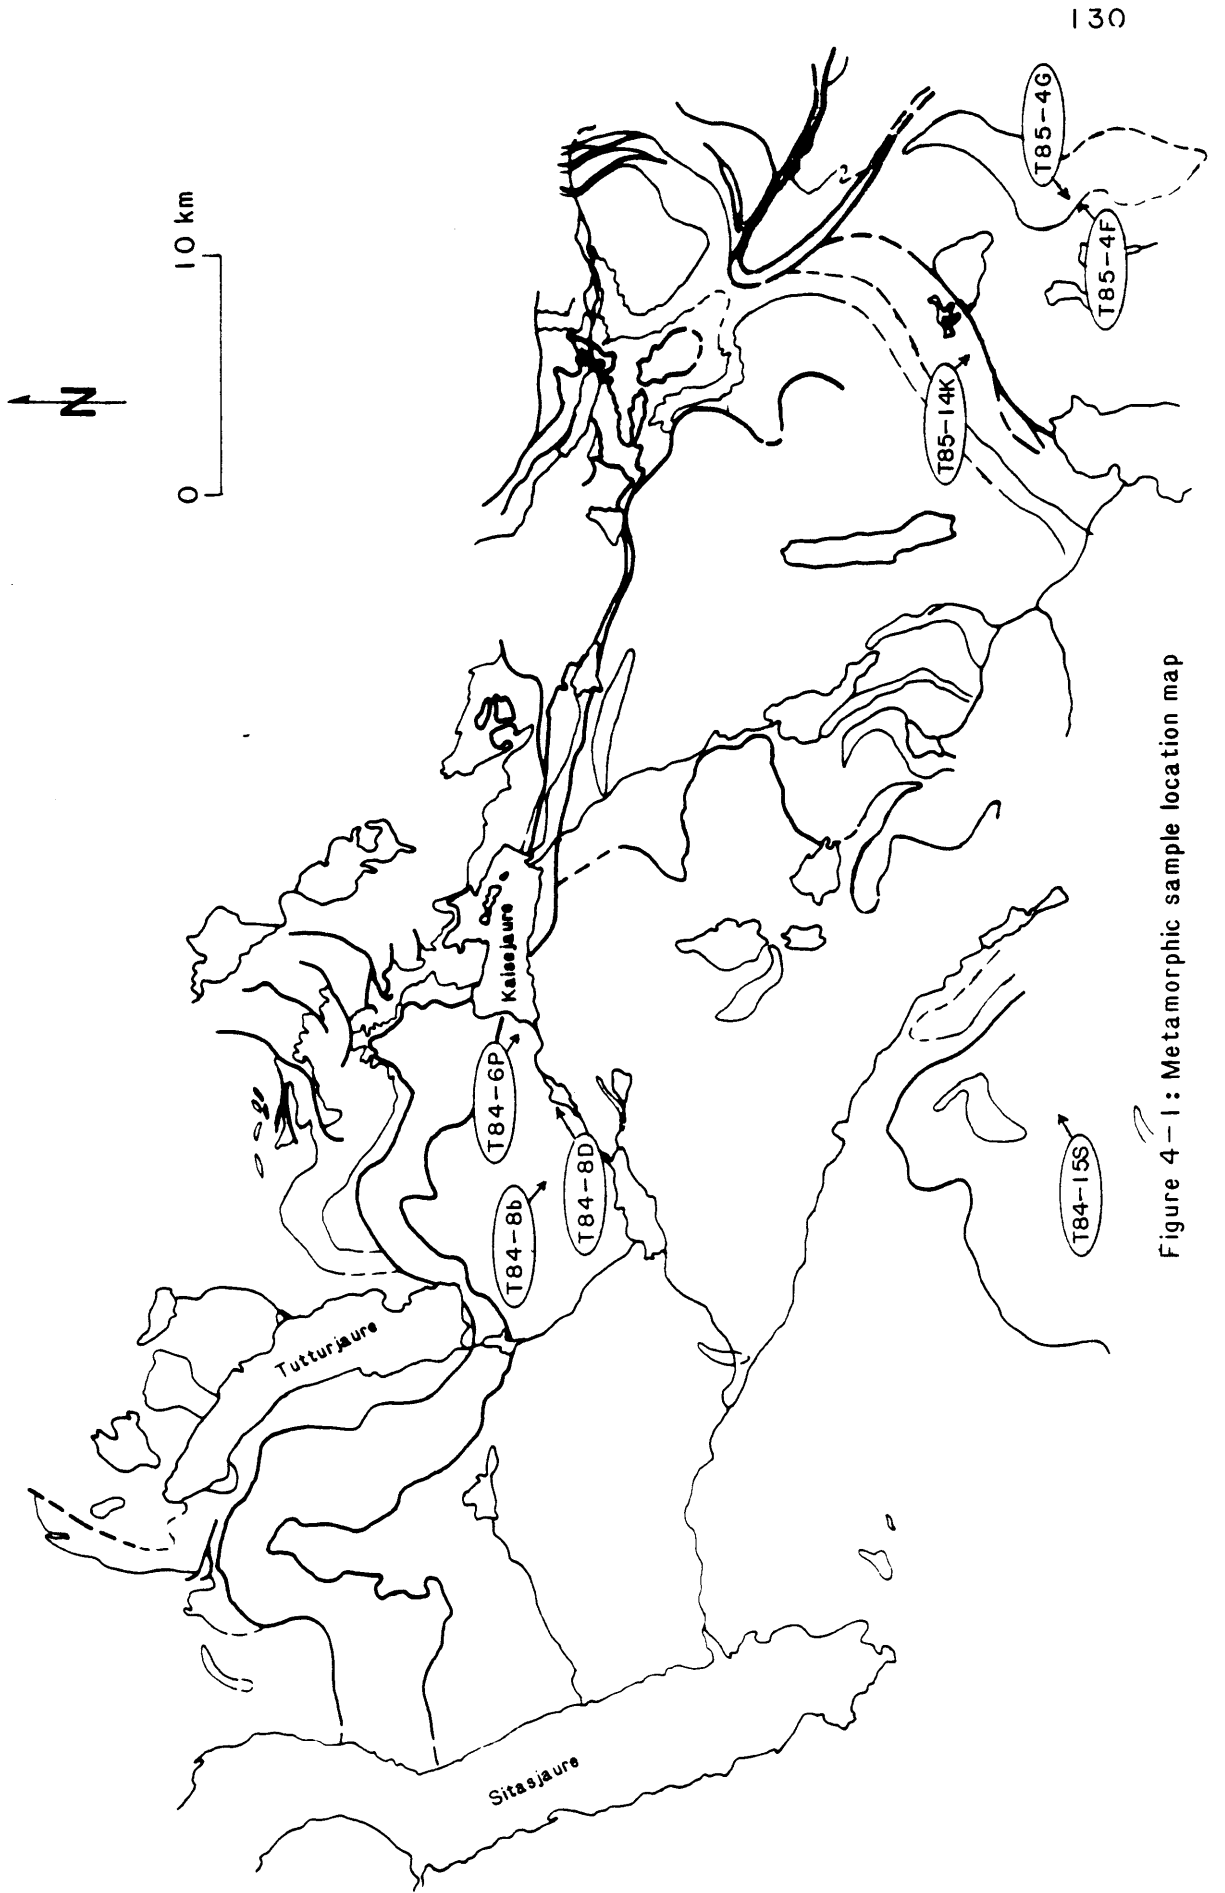 130
N
0 10 km
T85-4G
T85-4F
T85-14K
Kaisejaure
T84-6P
T84-8D
T84-8b
T84-15S
Tutturjaure
Sitasjaure
?
Figure 4-1: Metamorphic sample location map